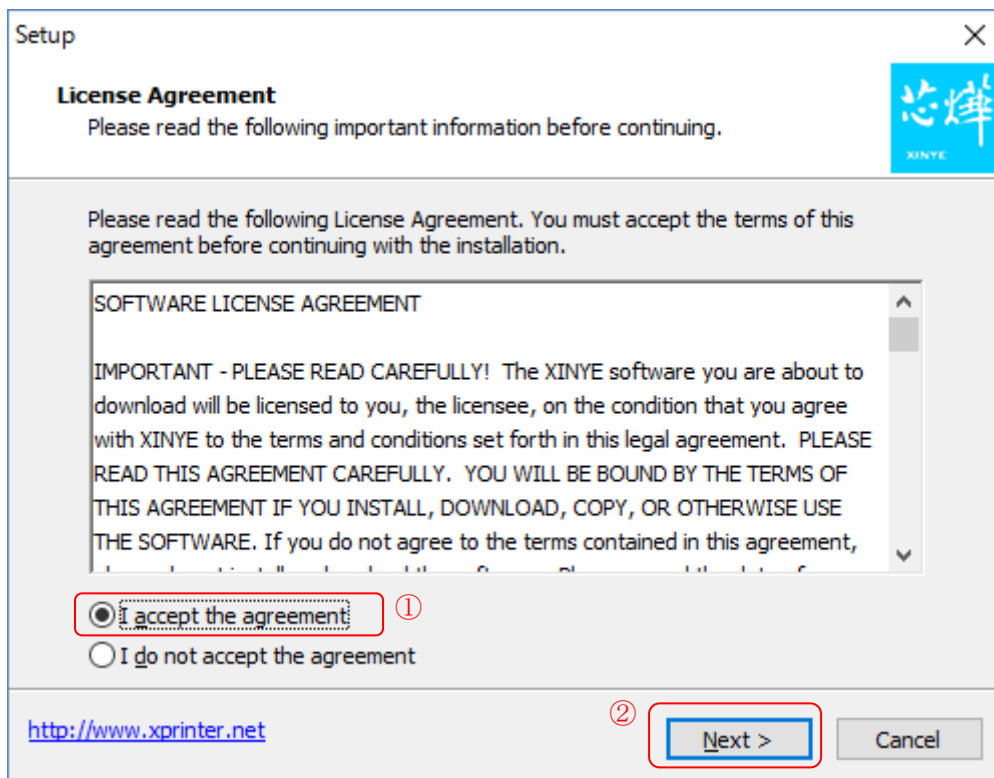 Setup
License Agreement
Please read the following important information before continuing.
芯烨
XINYE
Please read the following License Agreement. You must accept the terms of this
agreement before continuing with the installation.
SOFTWARE LICENSE AGREEMENT
IMPORTANT - PLEASE READ CAREFULLY!  The XINYE software you are about to
download will be licensed to you, the licensee, on the condition that you agree
with XINYE to the terms and conditions set forth in this legal agreement.  PLEASE
READ THIS AGREEMENT CAREFULLY.  YOU WILL BE BOUND BY THE TERMS OF
THIS AGREEMENT IF YOU INSTALL, DOWNLOAD, COPY, OR OTHERWISE USE
THE SOFTWARE. If you do not agree to the terms contained in this agreement,
I accept the agreement ①
I do not accept the agreement
http://www.xprinter.net
② Next >
Cancel